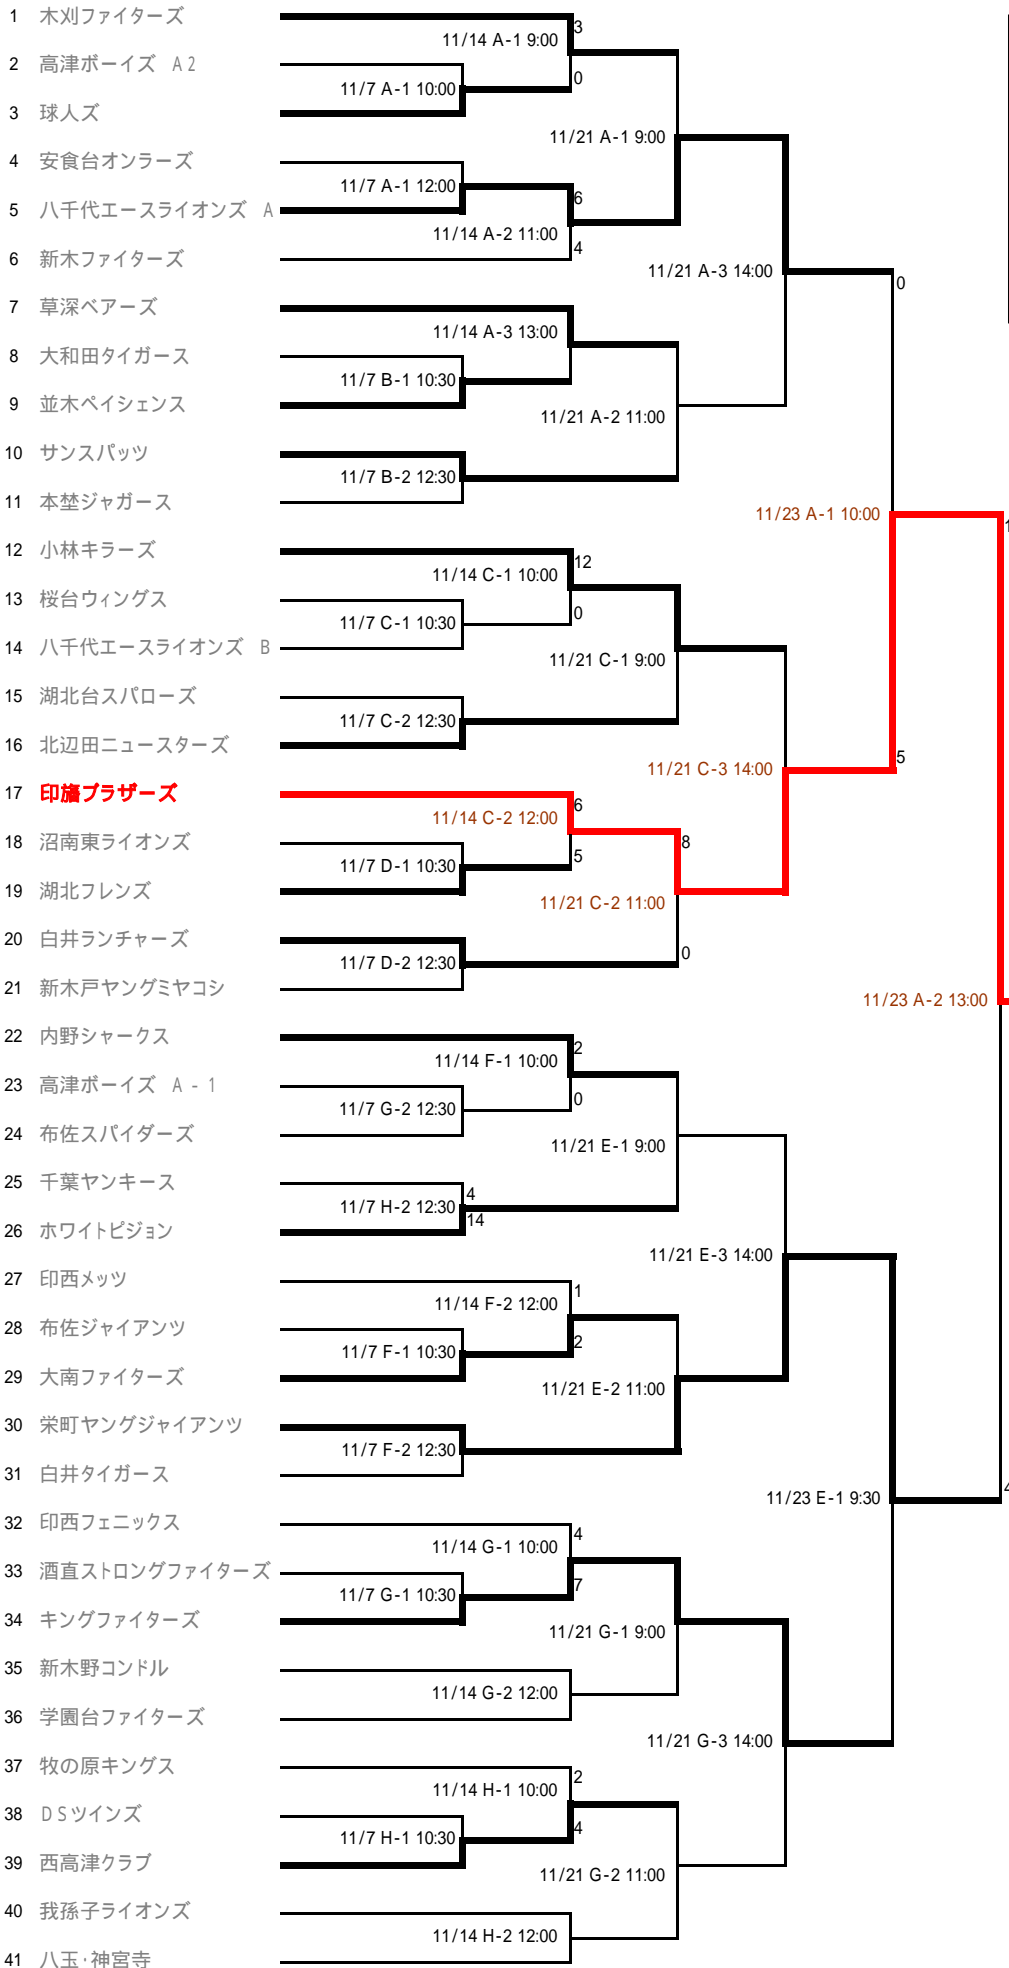 1 木刈ファイターズ
3
11/14 A-1 9:00
2 高津ボーイズ A2
0
11/7 A-1 10:00
3 球人ズ
11/21 A-1 9:00
4 安食台オンラーズ
11/7 A-1 12:00
6
5 八千代エースライオンズ A
11/14 A-2 11:00
4
6 新木ファイターズ
11/21 A-3 14:00
0
7 草深ベアーズ
11/14 A-3 13:00
8 大和田タイガース
11/7 B-1 10:30
9 並木ペイシェンス
11/21 A-2 11:00
10 サンスパッツ
11/7 B-2 12:30
11 本埜ジャガース
11/23 A-1 10:00
1
12 小林キラーズ
12
11/14 C-1 10:00
13 桜台ウィングス
0
11/7 C-1 10:30
14 八千代エースライオンズ B
11/21 C-1 9:00
15 湖北台スパローズ
11/7 C-2 12:30
16 北辺田ニュースターズ
5
11/21 C-3 14:00
17 印旛ブラザーズ
6
11/14 C-2 12:00
18 沼南東ライオンズ
8
5
11/7 D-1 10:30
19 湖北フレンズ
11/21 C-2 11:00
20 白井ランチャーズ
0
11/7 D-2 12:30
21 新木戸ヤングミヤコシ
11/23 A-2 13:00
22 内野シャークス
2
11/14 F-1 10:00
23 高津ボーイズ A-1
0
11/7 G-2 12:30
24 布佐スパイダーズ
11/21 E-1 9:00
25 千葉ヤンキース
4
11/7 H-2 12:30
14
26 ホワイトピジョン
11/21 E-3 14:00
27 印西メッツ
1
11/14 F-2 12:00
28 布佐ジャイアンツ
2
11/7 F-1 10:30
29 大南ファイターズ
11/21 E-2 11:00
30 栄町ヤングジャイアンツ
11/7 F-2 12:30
31 白井タイガース
4
11/23 E-1 9:30
32 印西フェニックス
4
11/14 G-1 10:00
33 酒直ストロングファイターズ
7
11/7 G-1 10:30
34 キングファイターズ
11/21 G-1 9:00
35 新木野コンドル
11/14 G-2 12:00
36 学園台ファイターズ
11/21 G-3 14:00
37 牧の原キングス
2
11/14 H-1 10:00
38 DSツインズ
4
11/7 H-1 10:30
39 西高津クラブ
11/21 G-2 11:00
40 我孫子ライオンズ
11/14 H-2 12:00
41 八玉・神宮寺